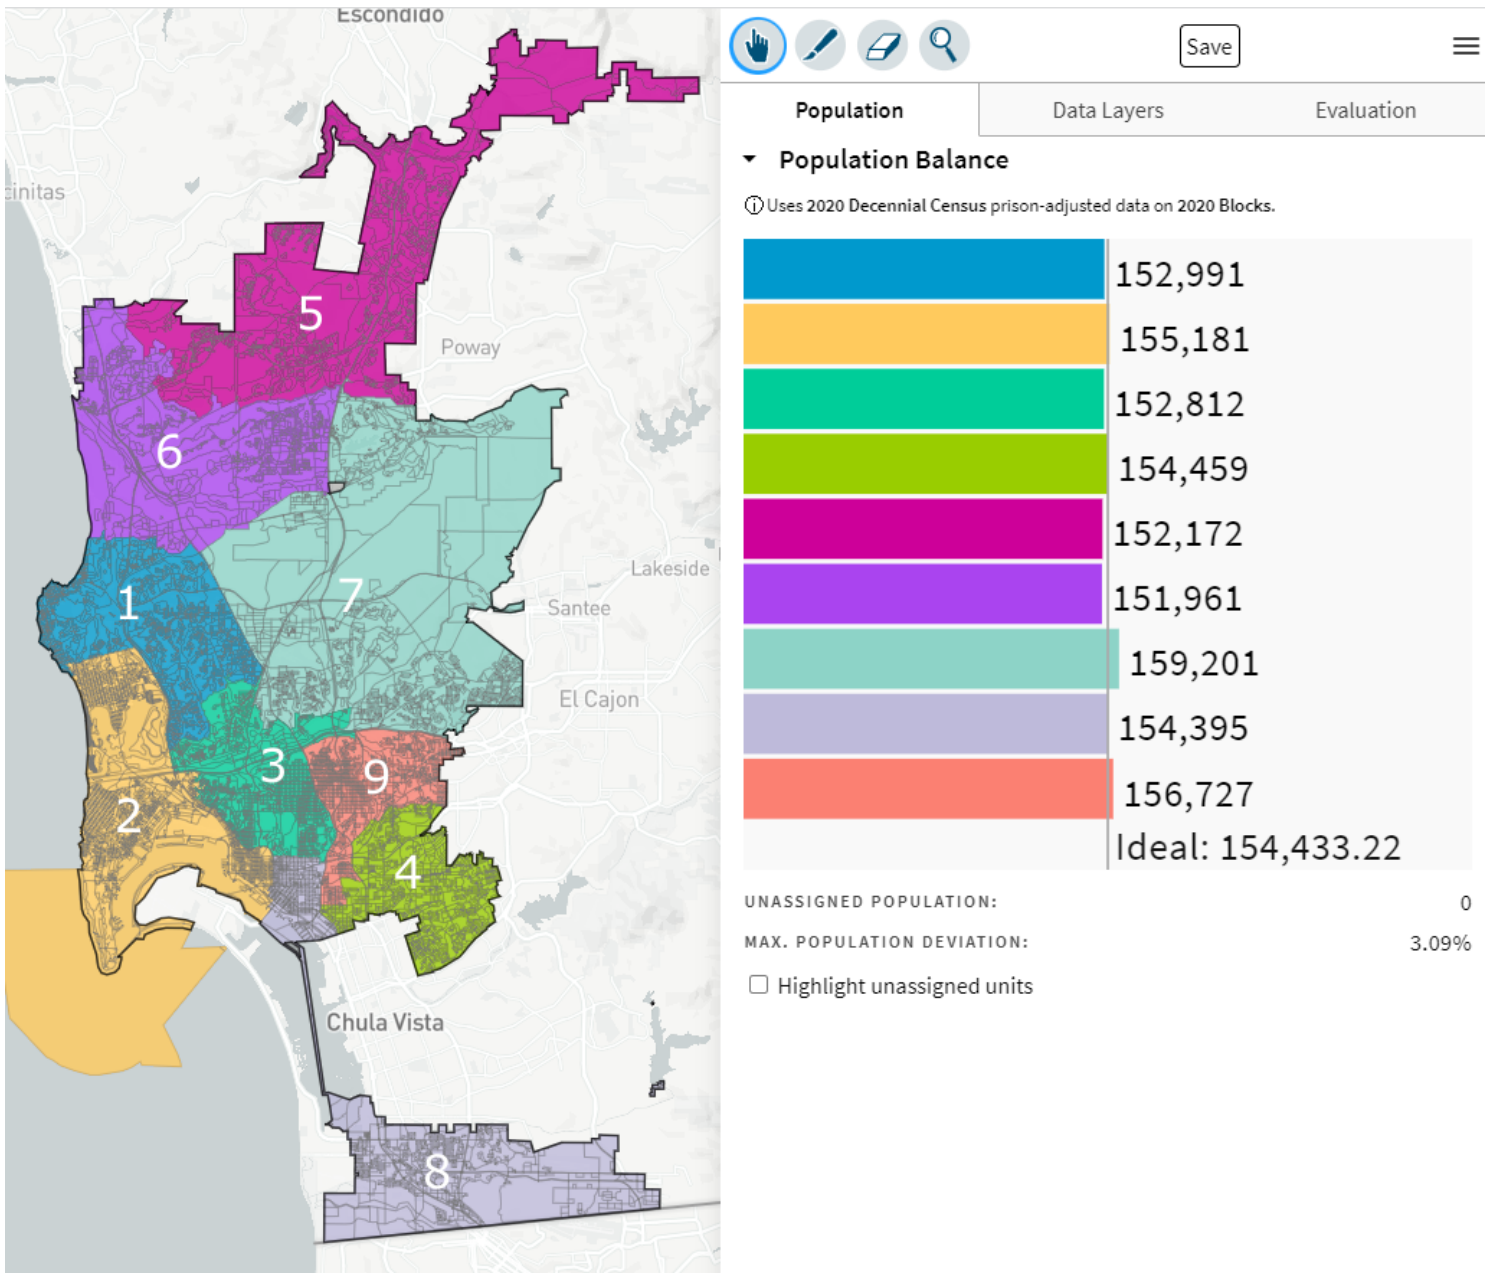 Escondido
cinitas
5
Poway
6
Lakeside
1
Santee
7
El Cajon
3
9
2
4
Chula Vista
8
Save
Population Data Layers Evaluation
Population Balance
Uses 2020 Decennial Census prison-adjusted data on 2020 Blocks.
152,991
155,181
152,812
154,459
152,172
151,961
159,201
154,395
156,727
Ideal: 154,433.22
UNASSIGNED POPULATION: 0
MAX. POPULATION DEVIATION: 3.09%
Highlight unassigned units